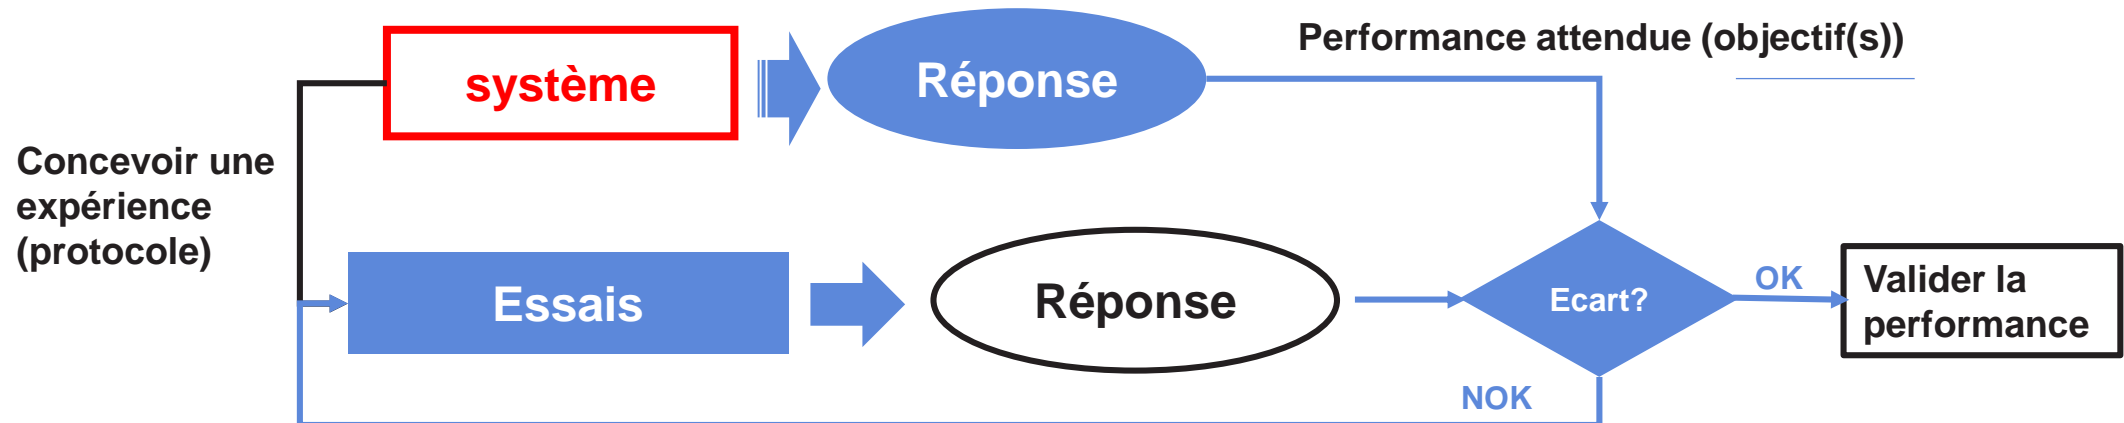 Performance attendue (objectif(s))
système
Réponse
Concevoir une
expérience
(protocole)
Essais
Réponse
Ecart?
OK
Valider la
performance
NOK